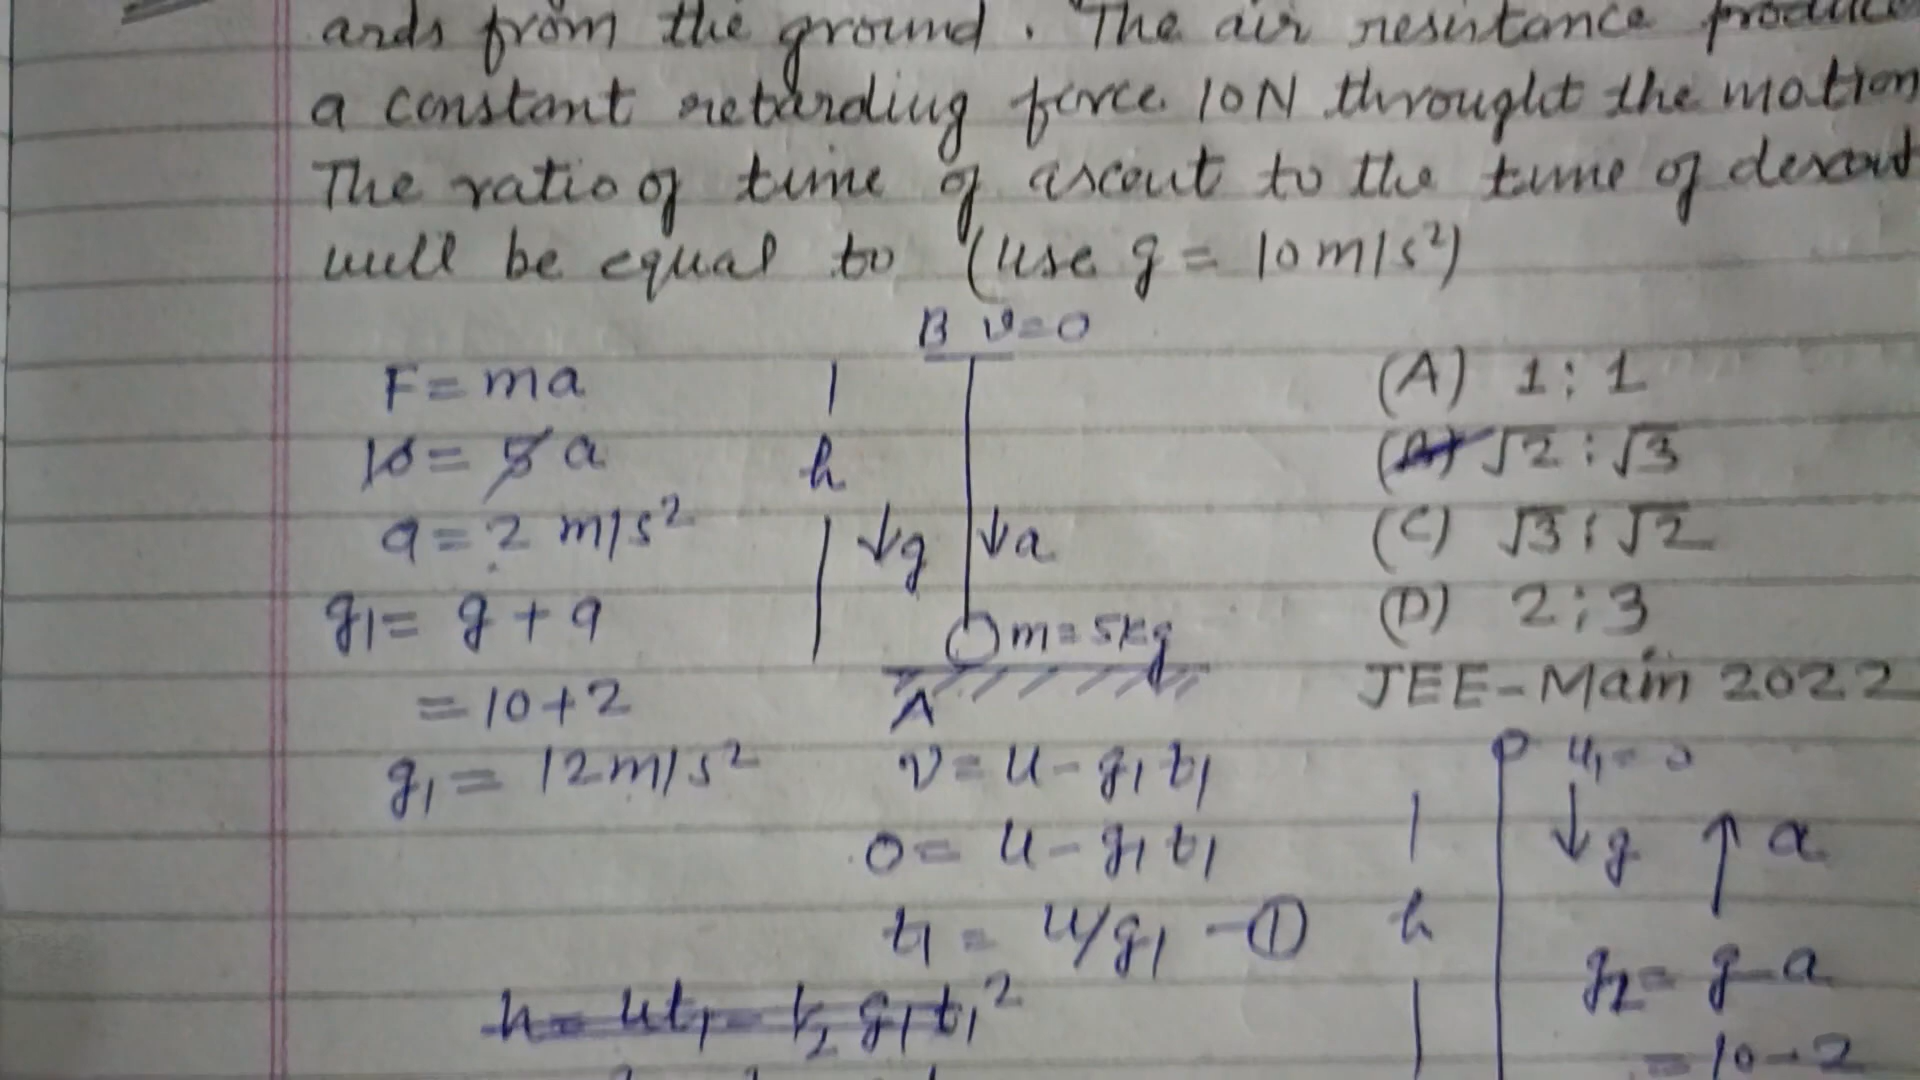 ards from the ground. The air resistance produce
a constant retarding force 10N throught the motion
The ratio of time of ascent to the time of descent
will be equal to (use g = 10 m/s²)
B v=0
F = ma
10 = 5 a
a = 2 m/s²
g₁ = g + a
= 10+2
g₁ = 12 m/s²
h
↓g ↓a
m = 5kg
A
(A) 1 : 1
(A) √2 : √3
(C) √3 : √2
(D) 2 : 3
JEE-Main 2022
v = u - g₁t₁
0 = u - g₁t₁
t₁ = u/g₁ - ①
h = ut₁ - ½ g₁t₁²
u₁ = 0
↓g ↑a
h
g₂ = g-a
= 10-2